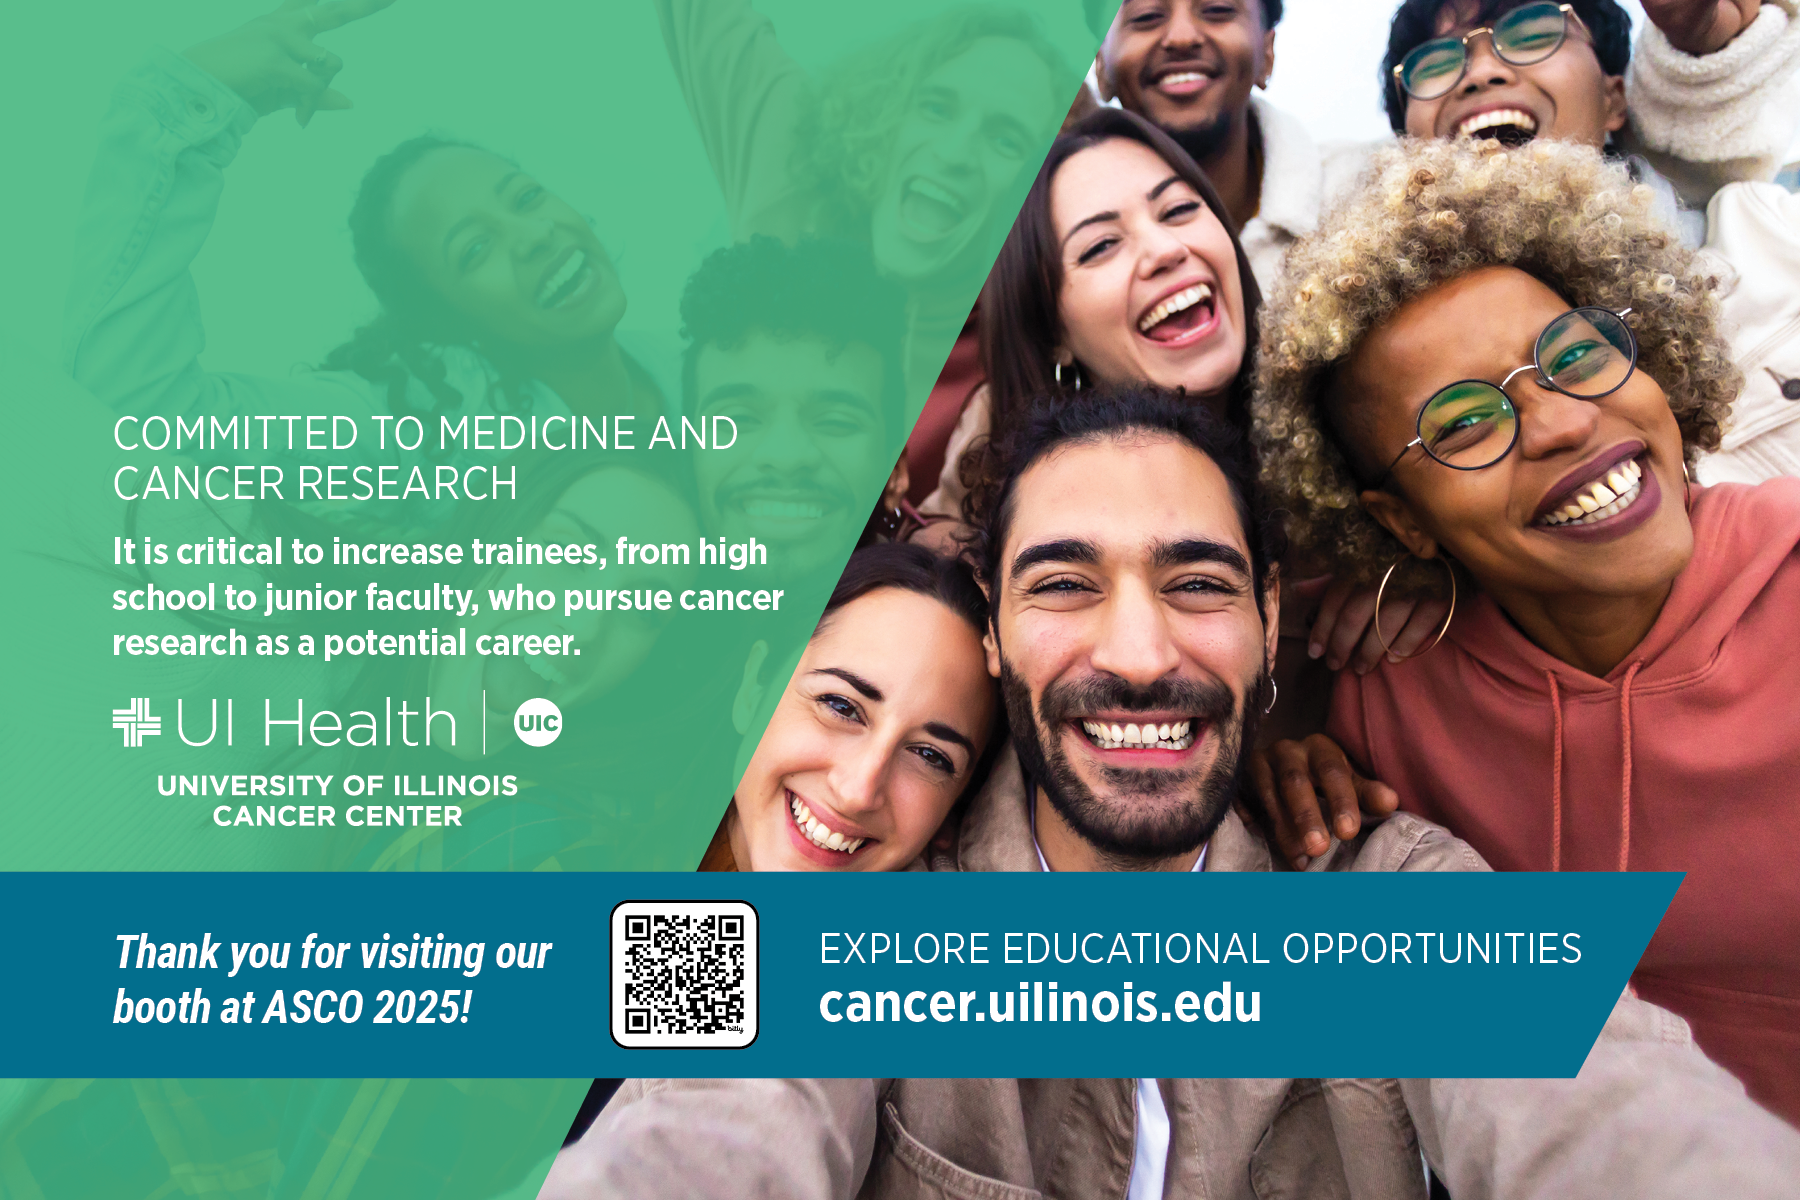 COMMITTED TO MEDICINE AND
CANCER RESEARCH
It is critical to increase trainees, from high
school to junior faculty, who pursue cancer
research as a potential career.
UI Health | UIC
UNIVERSITY OF ILLINOIS
CANCER CENTER
Thank you for visiting our
booth at ASCO 2025!
bitly
EXPLORE EDUCATIONAL OPPORTUNITIES
cancer.uilinois.edu